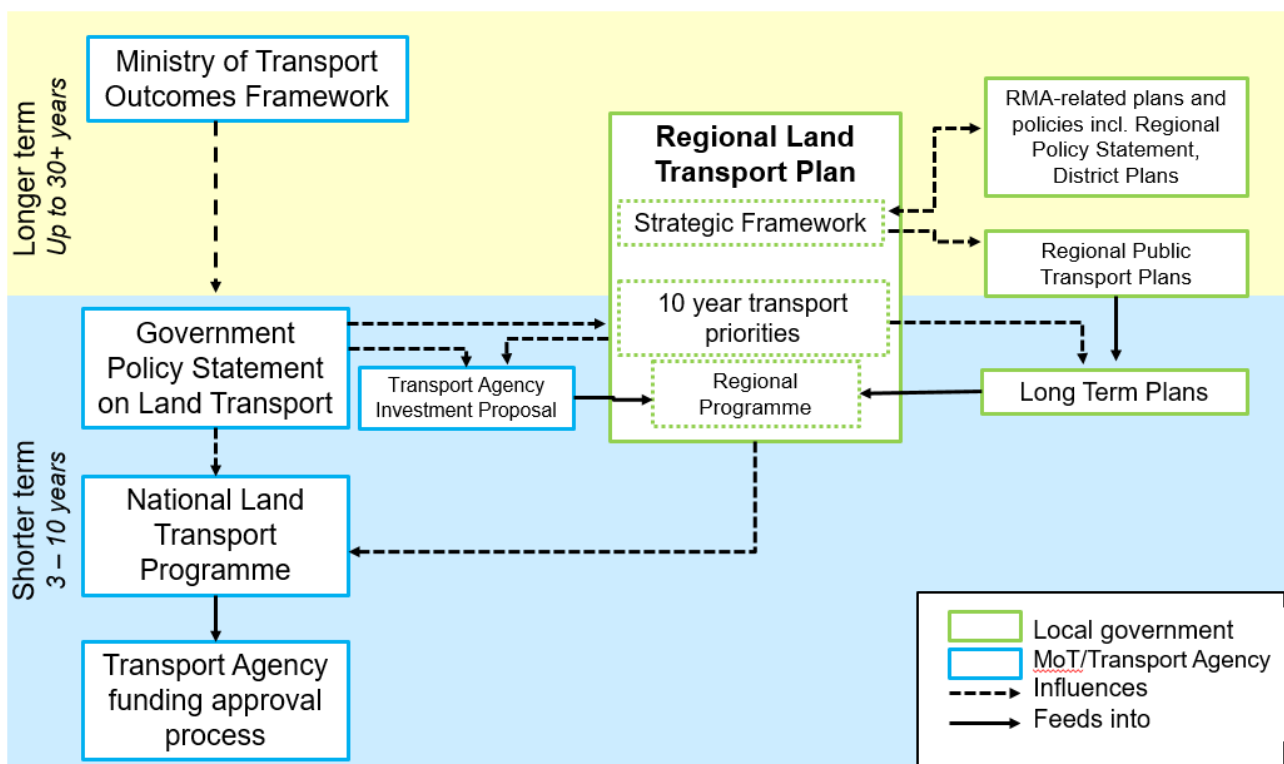 Longer term
Up to 30+ years
Ministry of Transport
Outcomes Framework
Regional Land
Transport Plan
Strategic Framework
RMA-related plans and
policies incl. Regional
Policy Statement,
District Plans
Regional Public
Transport Plans
Shorter term
3 – 10 years
Government
Policy Statement
on Land Transport
10 year transport
priorities
Transport Agency
Investment Proposal
Regional
Programme
Long Term Plans
National Land
Transport
Programme
Transport Agency
funding approval
process
Local government
MoT/Transport Agency
Influences
Feeds into